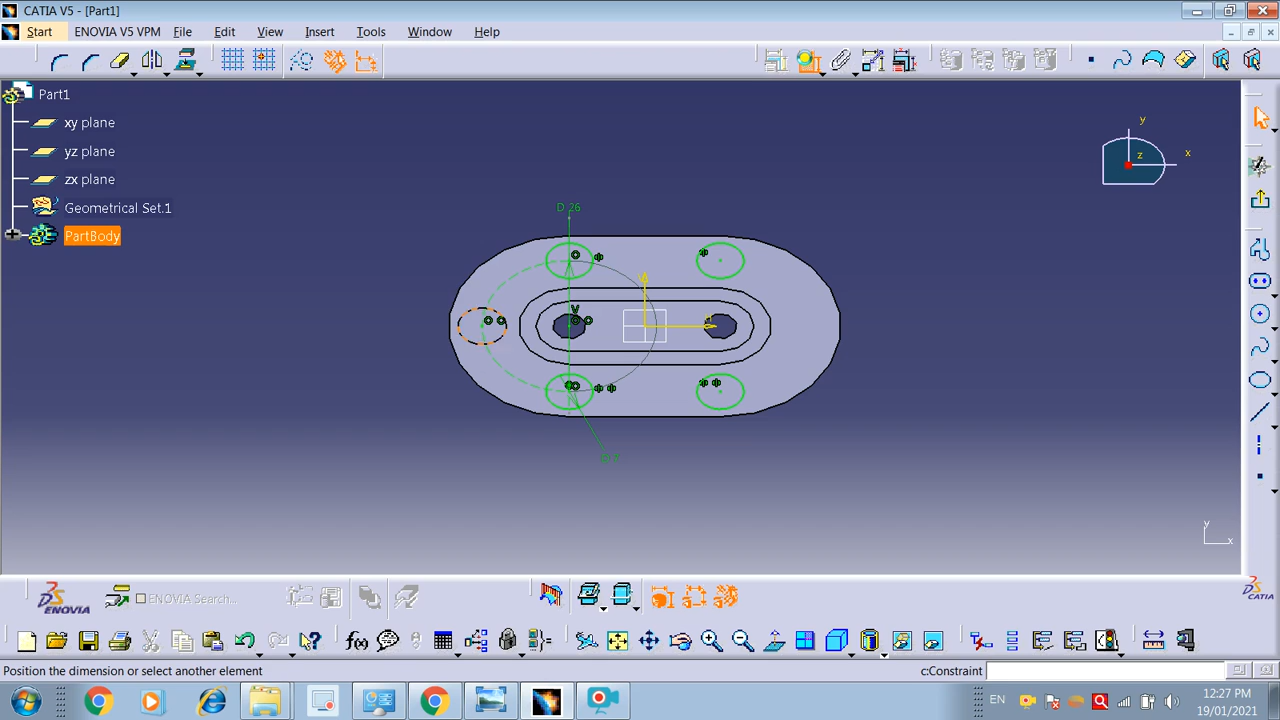 CATIA V5 - [Part1]
Start ENOVIA V5 VPM File Edit View Insert Tools Window Help
Part1
xy plane
yz plane
zx plane
Geometrical Set.1
PartBody
y
x
z
D 26
V
H
V
y
x
ENOVIA
ENOVIA Search...
CATIA
f(x)
Position the dimension or select another element
c:Constraint
EN
12:27 PM
19/01/2021